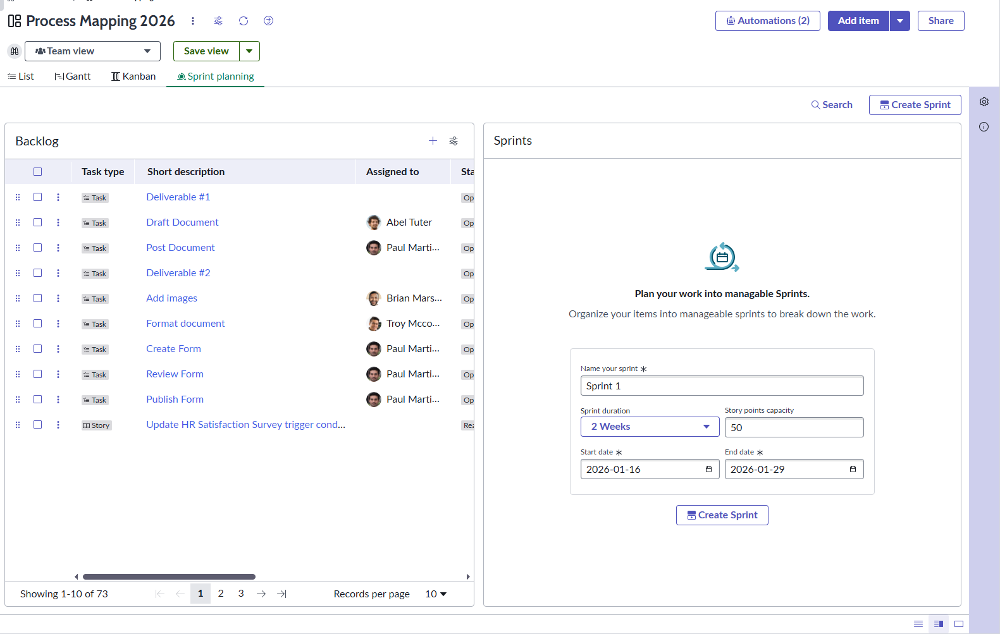 Process Mapping 2026
Automations (2)
Add item
Share
Team view
Save view
List
Gantt
Kanban
Sprint planning
Search
Create Sprint
Backlog
Task type Short description Assigned to Sta
Task Deliverable #1 Op
Task Draft Document Abel Tuter Op
Task Post Document Paul Marti... Op
Task Deliverable #2 Op
Task Add images Brian Mars... Op
Task Format document Troy Mcco... Op
Task Create Form Paul Marti... Op
Task Review Form Paul Marti... Op
Task Publish Form Paul Marti... Op
Story Update HR Satisfaction Survey trigger cond... Rea
Showing 1-10 of 73
1 2 3
Records per page 10
Sprints
Plan your work into managable Sprints.
Organize your items into manageable sprints to break down the work.
Name your sprint *
Sprint 1
Sprint duration
2 Weeks
Story points capacity
50
Start date *
2026-01-16
End date *
2026-01-29
Create Sprint